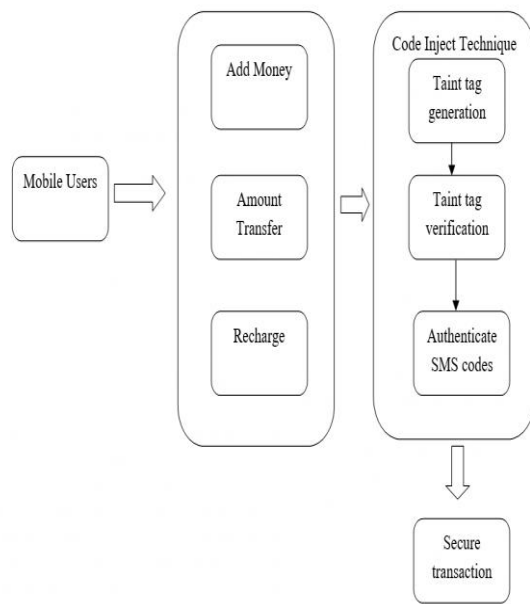 Mobile Users
Add Money
Amount
Transfer
Recharge
Code Inject Technique
Taint tag
generation
Taint tag
verification
Authenticate
SMS codes
Secure
transaction